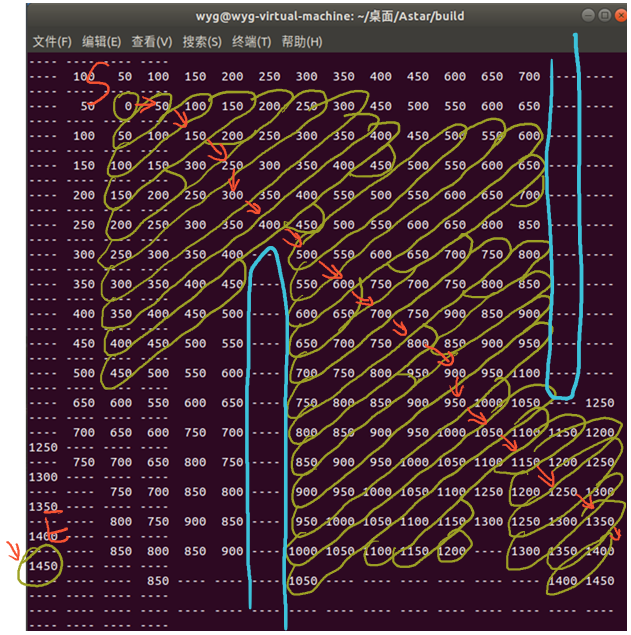 wyg@wyg-virtual-machine: ~/桌面/Astar/build
文件(F) 编辑(E) 查看(V) 搜索(S) 终端(T) 帮助(H)
---- ---- ---- ----
---- 100 50 100 150 200 250 300 350 400 450 600 650 700 ---- ----
---- ---- ---- ----
---- 50 0 50 100 150 200 250 300 450 500 550 600 650 ---- ----
---- ---- ---- ----
---- 100 50 100 150 200 250 300 350 400 450 500 550 600 ---- ----
---- ---- ---- ----
---- 150 100 150 300 250 300 350 400 450 500 550 600 650 ---- ----
---- ---- ---- ----
---- 200 150 200 250 300 350 400 450 500 550 600 650 700 ---- ----
---- ---- ---- ----
---- 250 200 250 300 350 400 450 500 550 600 650 800 850 ---- ----
---- ---- ---- ----
---- 300 250 300 350 400 ---- 500 550 600 650 700 750 800 ---- ----
---- ---- ---- ----
---- 350 300 350 400 450 ---- 550 600 750 700 750 800 850 ---- ----
---- ---- ---- ----
---- 400 350 400 450 500 ---- 600 650 700 750 800 850 900 ---- ----
---- ---- ---- ----
---- 450 400 450 500 550 ---- 650 700 750 800 850 900 950 ---- ----
---- ---- ---- ----
---- 500 450 500 550 600 ---- 700 750 800 850 900 950 1100 ---- ----
---- ---- ---- ----
---- 650 500 550 600 650 ---- 750 800 850 900 950 1000 1050 ---- 1250
---- ---- ---- ----
---- 700 600 650 750 700 ---- 800 850 900 950 1000 1050 1100 1150 1200
1250 ---- ---- ----
---- 750 700 650 800 750 ---- 850 900 950 1000 1050 1100 1150 1200 1250
1300 ---- ---- ----
---- ---- 750 700 850 800 ---- 900 950 1000 1050 1100 1150 1200 1250 1300
1350 ---- ---- ----
---- ---- 800 750 900 850 ---- 950 1000 1050 1100 1150 1300 1250 1300 1350
1400 ---- ---- ----
---- ---- 850 800 850 900 ---- 1000 1050 1100 1150 1200 ---- 1300 1350 1400
1450 ---- ---- ----
---- ---- ---- 850 ---- ---- ---- 1050 ---- ---- ---- ---- ---- ---- 1400 1450
---- ---- ---- ----
---- ---- ---- ---- ---- ---- ---- ---- ---- ---- ---- ---- ---- ---- ---- ----
---- ---- ---- ----
S
E